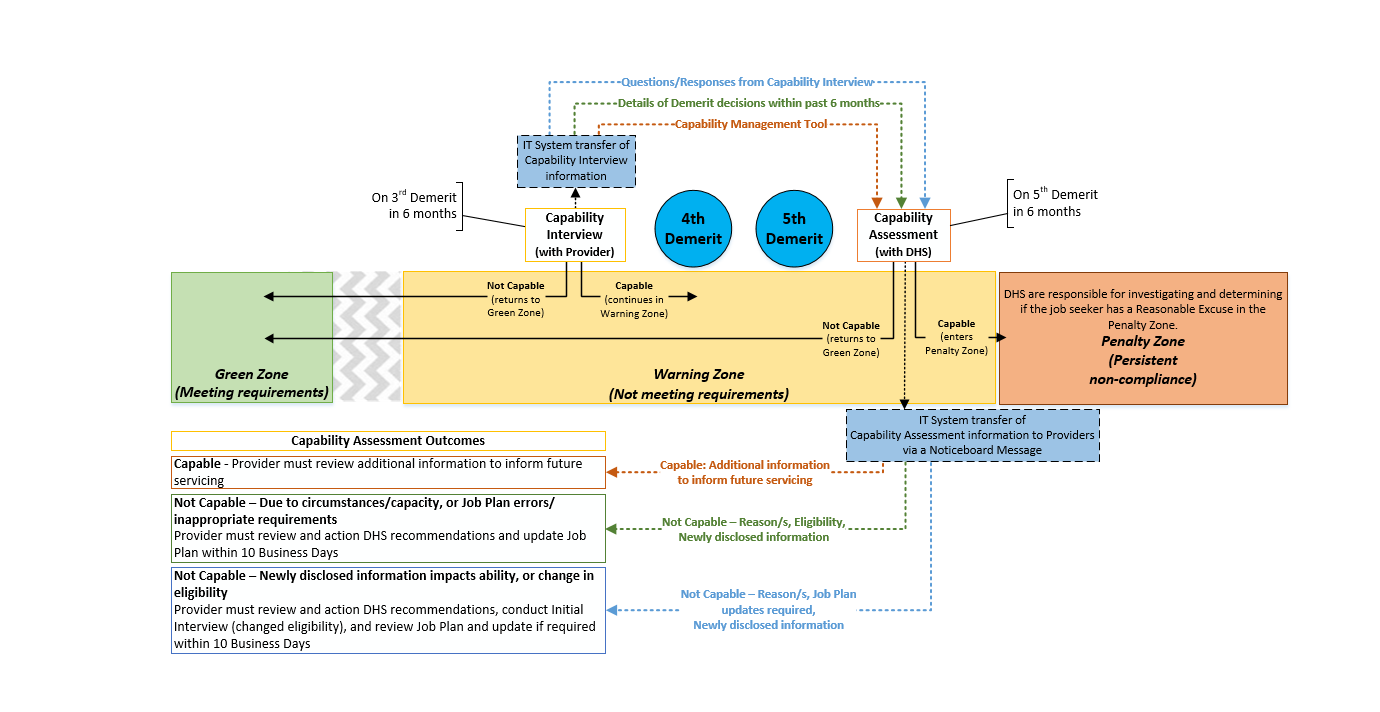 Questions/Responses from Capability Interview
Details of Demerit decisions within past 6 months
Capability Management Tool
IT System transfer of
Capability Interview
information
On 3rd Demerit
in 6 months
Capability
Interview
(with Provider)
4th
Demerit
5th
Demerit
Capability
Assessment
(with DHS)
On 5th Demerit
in 6 months
Not Capable
(returns to
Green Zone)
Capable
(continues in
Warning Zone)
Not Capable
(returns to
Green Zone)
Capable
(enters
Penalty Zone)
DHS are responsible for investigating and determining
if the job seeker has a Reasonable Excuse in the
Penalty Zone.
Penalty Zone
(Persistent
non-compliance)
Green Zone
(Meeting requirements)
Warning Zone
(Not meeting requirements)
IT System transfer of
Capability Assessment information to Providers
via a Noticeboard Message
Capability Assessment Outcomes
Capable - Provider must review additional information to inform future
servicing
Capable: Additional information
to inform future servicing
Not Capable – Due to circumstances/capacity, or Job Plan errors/
inappropriate requirements
Provider must review and action DHS recommendations and update Job
Plan within 10 Business Days
Not Capable – Reason/s, Eligibility,
Newly disclosed information
Not Capable – Newly disclosed information impacts ability, or change in
eligibility
Provider must review and action DHS recommendations, conduct Initial
Interview (changed eligibility), and review Job Plan and update if required
within 10 Business Days
Not Capable – Reason/s, Job Plan
updates required,
Newly disclosed information